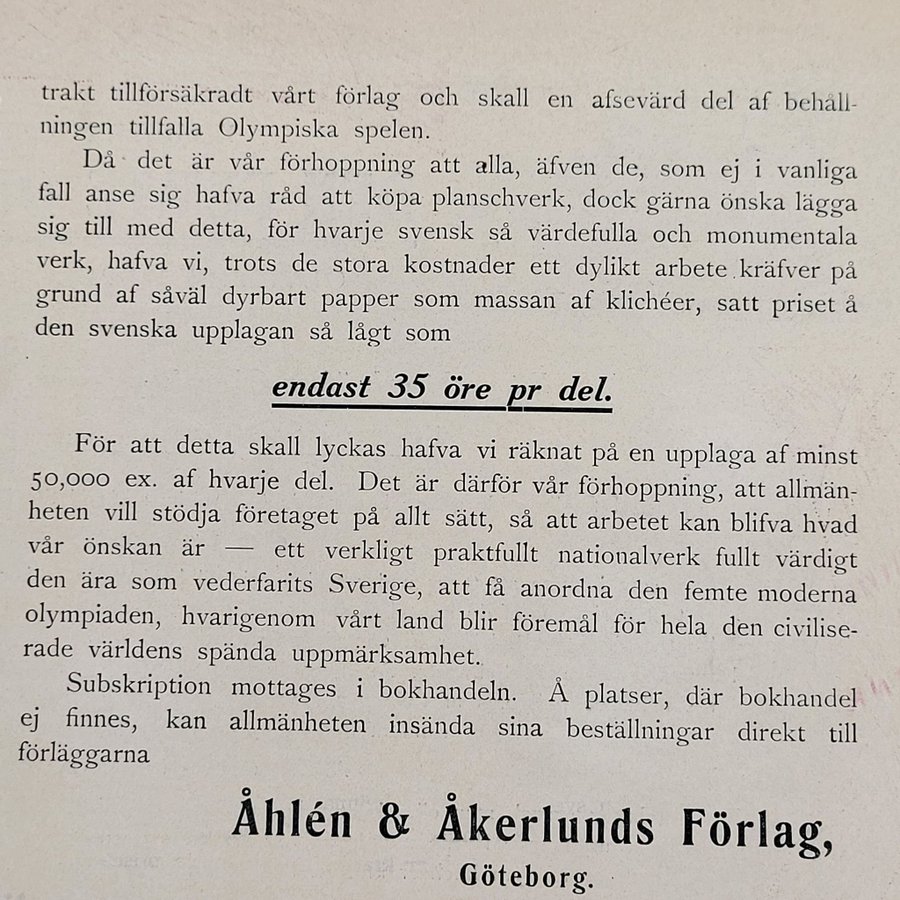 trakt tillförsäkradt vårt förlag och skall en afsevärd del af behåll-
ningen tillfalla Olympiska spelen.
Då det är vår förhoppning att alla, äfven de, som ej i vanliga
fall anse sig hafva råd att köpa planschverk, dock gärna önska lägga
sig till med detta, för hvarje svensk så värdefulla och monumentala
verk, hafva vi, trots de stora kostnader ett dylikt arbete kräfver på
grund af såväl dyrbart papper som massan af klichéer, satt priset å
den svenska upplagan så lågt som
endast 35 öre pr del.
För att detta skall lyckas hafva vi räknat på en upplaga af minst
50,000 ex. af hvarje del. Det är därför vår förhoppning, att allmän-
heten vill stödja företaget på allt sätt, så att arbetet kan blifva hvad
vår önskan är — ett verkligt praktfullt nationalverk fullt värdigt
den ära som vederfarits Sverige, att få anordna den femte moderna
olympiaden, hvarigenom vårt land blir föremål för hela den civilise-
rade världens spända uppmärksamhet.
Subskription mottages i bokhandeln. Å platser, där bokhandel
ej finnes, kan allmänheten insända sina beställningar direkt till
förläggarna
Åhlén & Åkerlunds Förlag,
Göteborg.